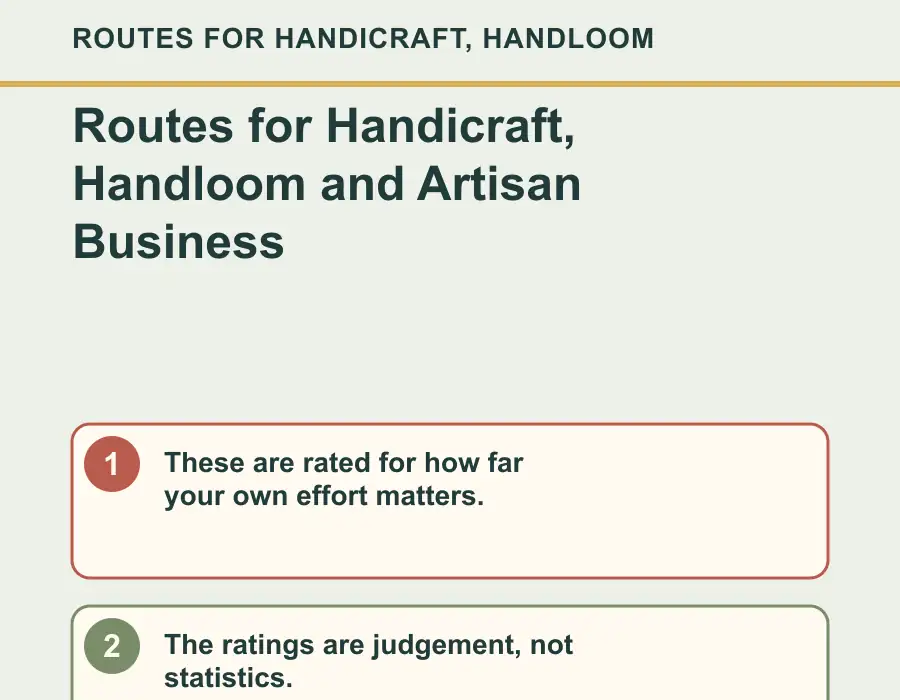 ROUTES FOR HANDICRAFT, HANDLOOM
Routes for Handicraft,
Handloom and Artisan
Business
1
These are rated for how far
your own effort matters.
2
The ratings are judgement, not
statistics.